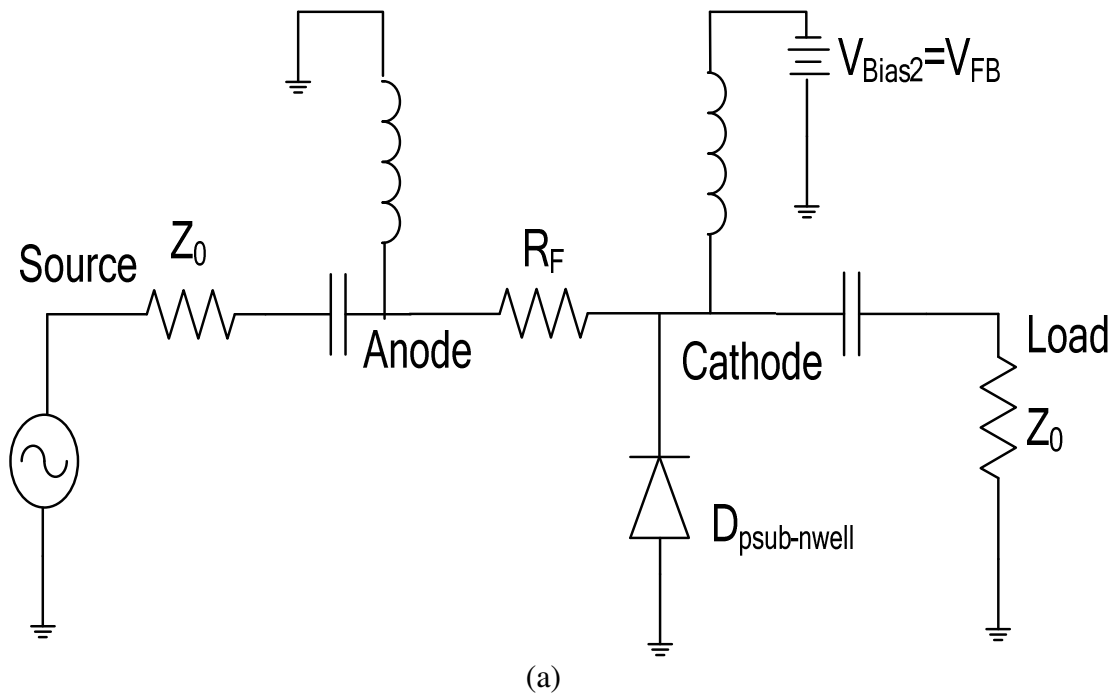 V_Bias2=V_FB
Source
Z_0
R_F
Anode
Cathode
Load
Z_0
D_psub-nwell
(a)